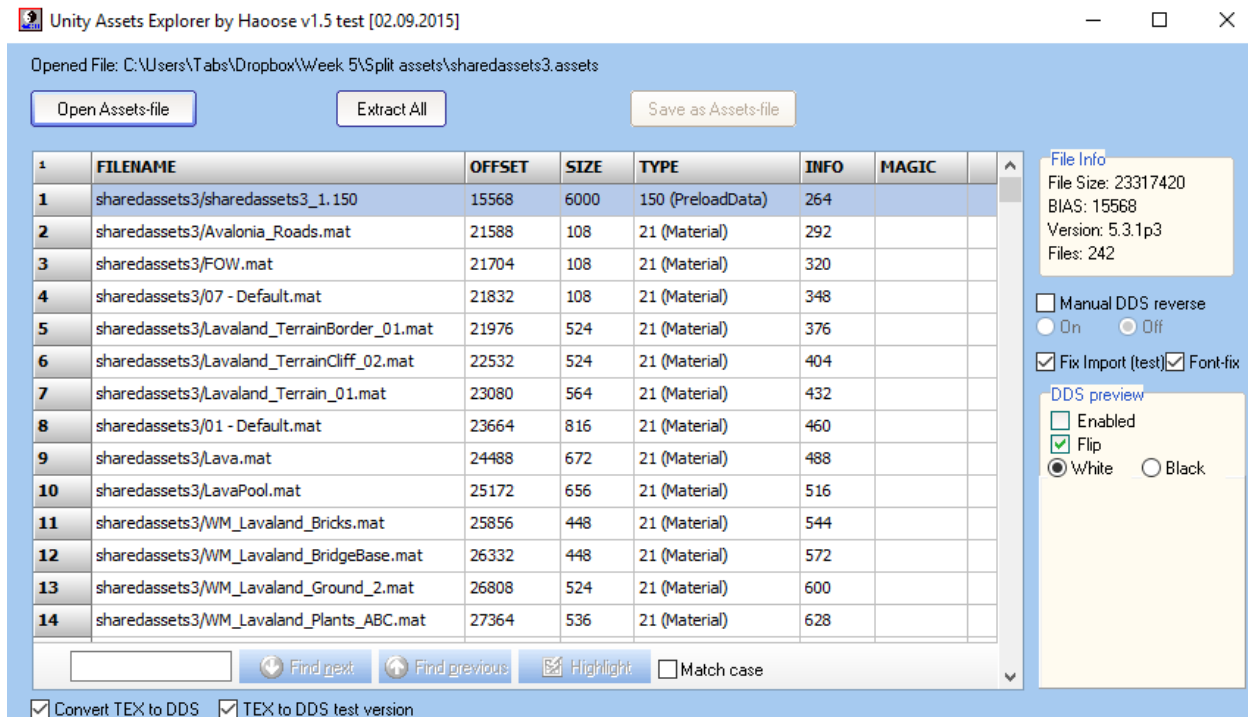 Unity Assets Explorer by Haoose v1.5 test [02.09.2015]
Opened File: C:\Users\Tabs\Dropbox\Week 5\Split assets\sharedassets3.assets
Open Assets-file Extract All Save as Assets-file
1 FILENAME OFFSET SIZE TYPE INFO MAGIC
1 sharedassets3/sharedassets3_1.150 15568 6000 150 (PreloadData) 264
2 sharedassets3/Avalonia_Roads.mat 21588 108 21 (Material) 292
3 sharedassets3/FOW.mat 21704 108 21 (Material) 320
4 sharedassets3/07 - Default.mat 21832 108 21 (Material) 348
5 sharedassets3/Lavaland_TerrainBorder_01.mat 21976 524 21 (Material) 376
6 sharedassets3/Lavaland_TerrainCliff_02.mat 22532 524 21 (Material) 404
7 sharedassets3/Lavaland_Terrain_01.mat 23080 564 21 (Material) 432
8 sharedassets3/01 - Default.mat 23664 816 21 (Material) 460
9 sharedassets3/Lava.mat 24488 672 21 (Material) 488
10 sharedassets3/LavaPool.mat 25172 656 21 (Material) 516
11 sharedassets3/WM_Lavaland_Bricks.mat 25856 448 21 (Material) 544
12 sharedassets3/WM_Lavaland_BridgeBase.mat 26332 448 21 (Material) 572
13 sharedassets3/WM_Lavaland_Ground_2.mat 26808 524 21 (Material) 600
14 sharedassets3/WM_Lavaland_Plants_ABC.mat 27364 536 21 (Material) 628
Find next Find previous Highlight Match case
Convert TEX to DDS TEX to DDS test version
File Info
File Size: 23317420
BIAS: 15568
Version: 5.3.1p3
Files: 242
Manual DDS reverse
On Off
Fix Import (test) Font-fix
DDS preview
Enabled
Flip
White Black